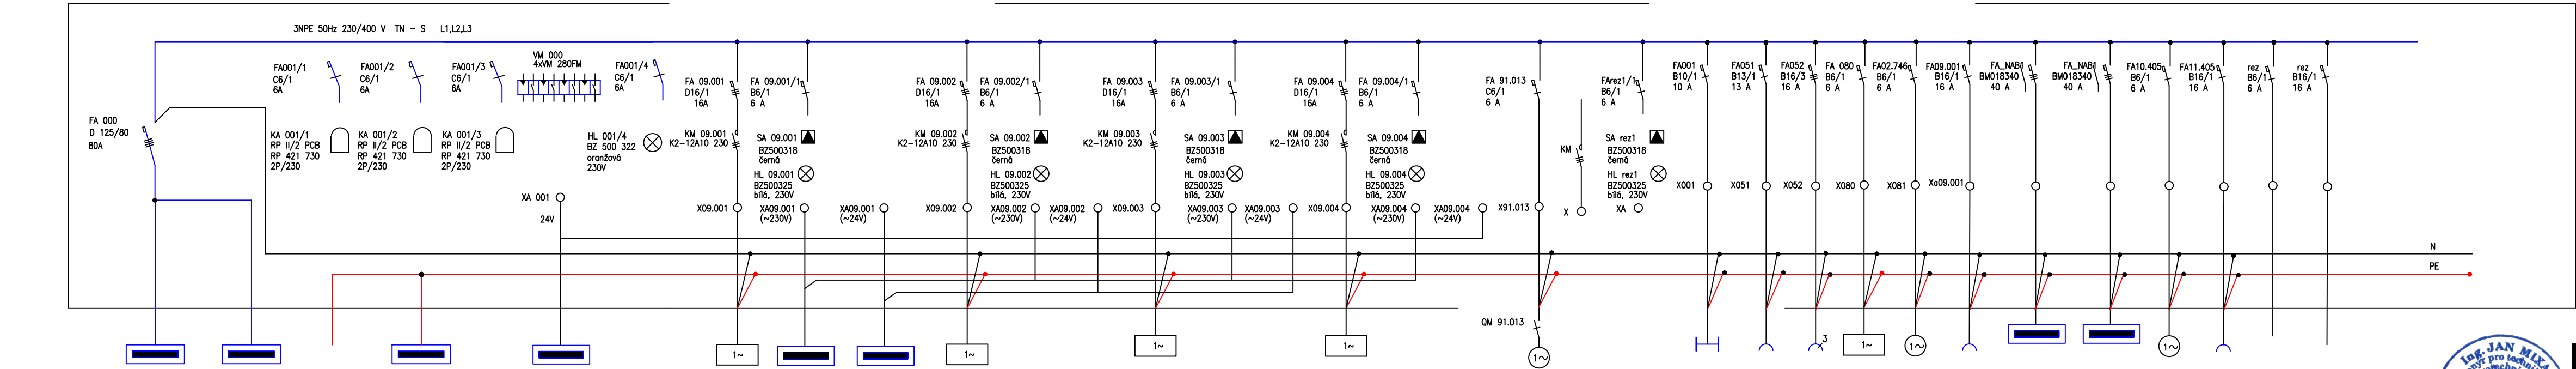 3NPE 50Hz 230/400 V TN - S L1,L2,L3
FA 000
D 125/80
80A
FA001/1
C6/1
6A
FA001/2
C6/1
6A
FA001/3
C6/1
6A
VM 000
4xVM 280FM
FA001/4
C6/1
6A
KA 001/1
RP II/2 PCB
RP 421 730
2P/230
KA 001/2
RP II/2 PCB
RP 421 730
2P/230
KA 001/3
RP II/2 PCB
RP 421 730
2P/230
HL 001/4
BZ 500 322
oranžová
230V
XA 001
24V
FA 09.001
D16/1
16A
FA 09.001/1
B6/1
6 A
KM 09.001
K2-12A10 230
SA 09.001
BZ500318
černá
HL 09.001
BZ500325
bílá, 230V
X09.001
XA09.001
(~230V)
XA09.001
(~24V)
FA 09.002
D16/1
16A
FA 09.002/1
B6/1
6 A
KM 09.002
K2-12A10 230
SA 09.002
BZ500318
černá
HL 09.002
BZ500325
bílá, 230V
X09.002
XA09.002
(~230V)
XA09.002
(~24V)
FA 09.003
D16/1
16A
FA 09.003/1
B6/1
6 A
KM 09.003
K2-12A10 230
SA 09.003
BZ500318
černá
HL 09.003
BZ500325
bílá, 230V
X09.003
XA09.003
(~230V)
XA09.003
(~24V)
FA 09.004
D16/1
16A
FA 09.004/1
B6/1
6 A
KM 09.004
K2-12A10 230
SA 09.004
BZ500318
černá
HL 09.004
BZ500325
bílá, 230V
X09.004
XA09.004
(~230V)
XA09.004
(~24V)
FA 91.013
C6/1
6 A
X91.013
QM 91.013
KM
X
FArez1/1
B6/1
6 A
SA rez1
BZ500318
černá
HL rez1
BZ500325
bílá, 230V
XA
FA001
B10/1
10 A
X001
FA051
B13/1
13 A
X051
FA052
B16/3
16 A
X052
FA 080
B6/1
6 A
X080
FA02.746
B6/1
6 A
X081
FA09.001
B16/1
16 A
Xa09.001
FA_NAB1
BM018340
40 A
FA_NAB1
BM018340
40 A
FA10.405
B6/1
6 A
FA11.405
B16/1
16 A
rez
B6/1
6 A
rez
B16/1
16 A
N
PE
1~
1~
1~
1~
1~
3
1~
1~
1~
Ing. JAN
pro